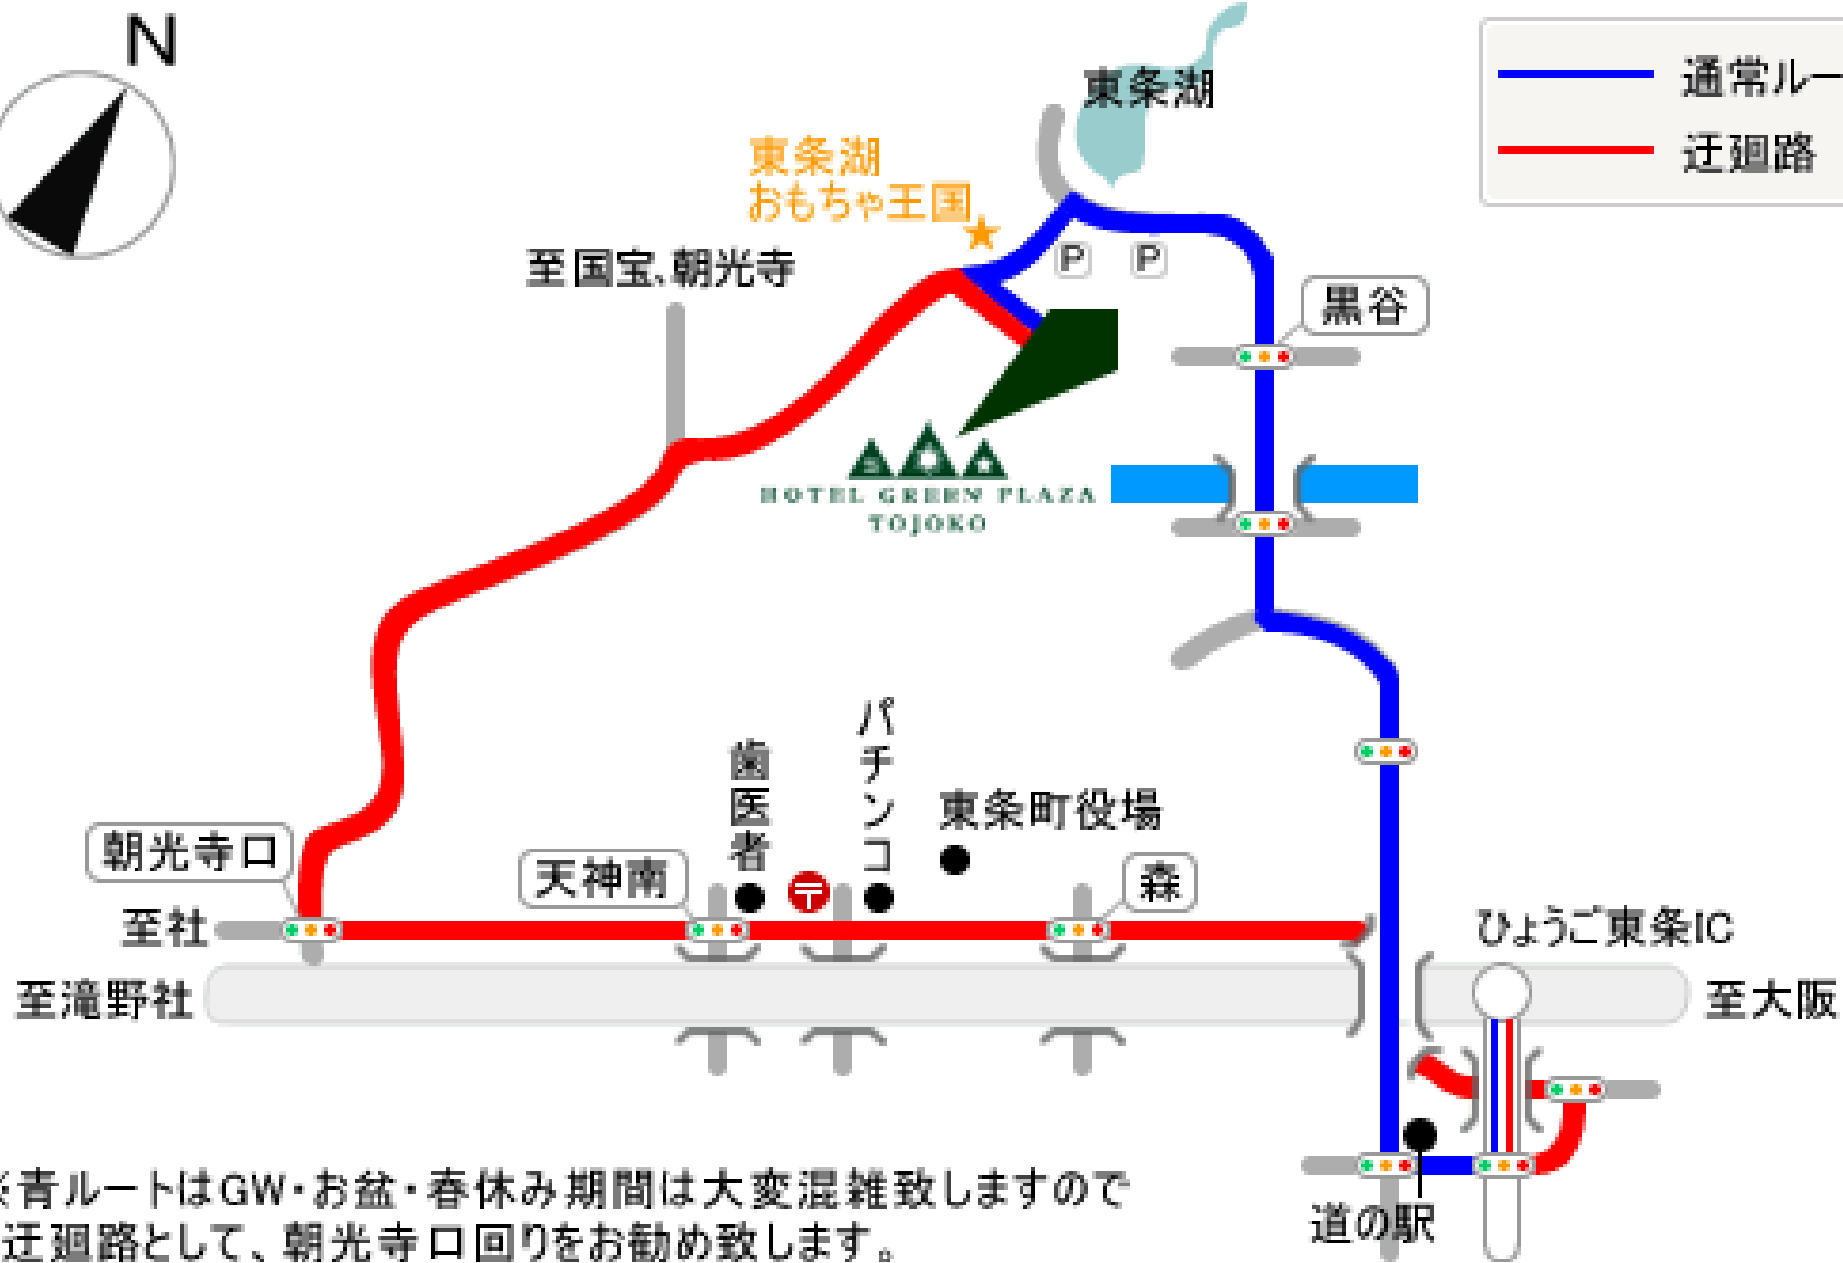 N
東条湖
通常ルー
迂廻路
東条湖
おもちゃ王国
至国宝、朝光寺
P
P
黒谷
HOTEL GREEN PLAZA
TOJOKO
歯医者
パチンコ
東条町役場
朝光寺口
天神南
森
至社
ひょうご東条IC
至滝野社
至大阪
道の駅
※青ルートはGW・お盆・春休み期間は大変混雑致しますので
迂廻路として、朝光寺口回りをお勧め致します。